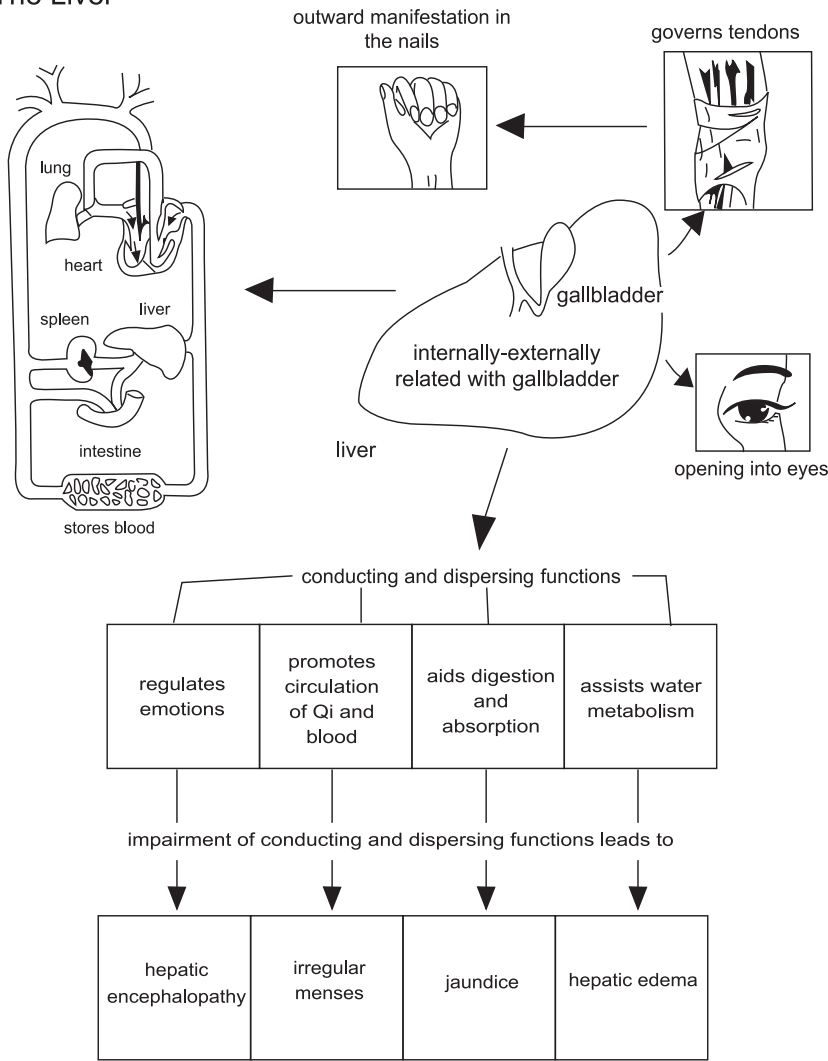 The Liver
outward manifestation in
the nails
governs tendons
lung
heart
spleen
liver
intestine
stores blood
gallbladder
internally-externally
related with gallbladder
liver
opening into eyes
conducting and dispersing functions
regulates
emotions
promotes
circulation
of Qi and
blood
aids digestion
and
absorption
assists water
metabolism
impairment of conducting and dispersing functions leads to
hepatic
encephalopathy
irregular
menses
jaundice
hepatic edema